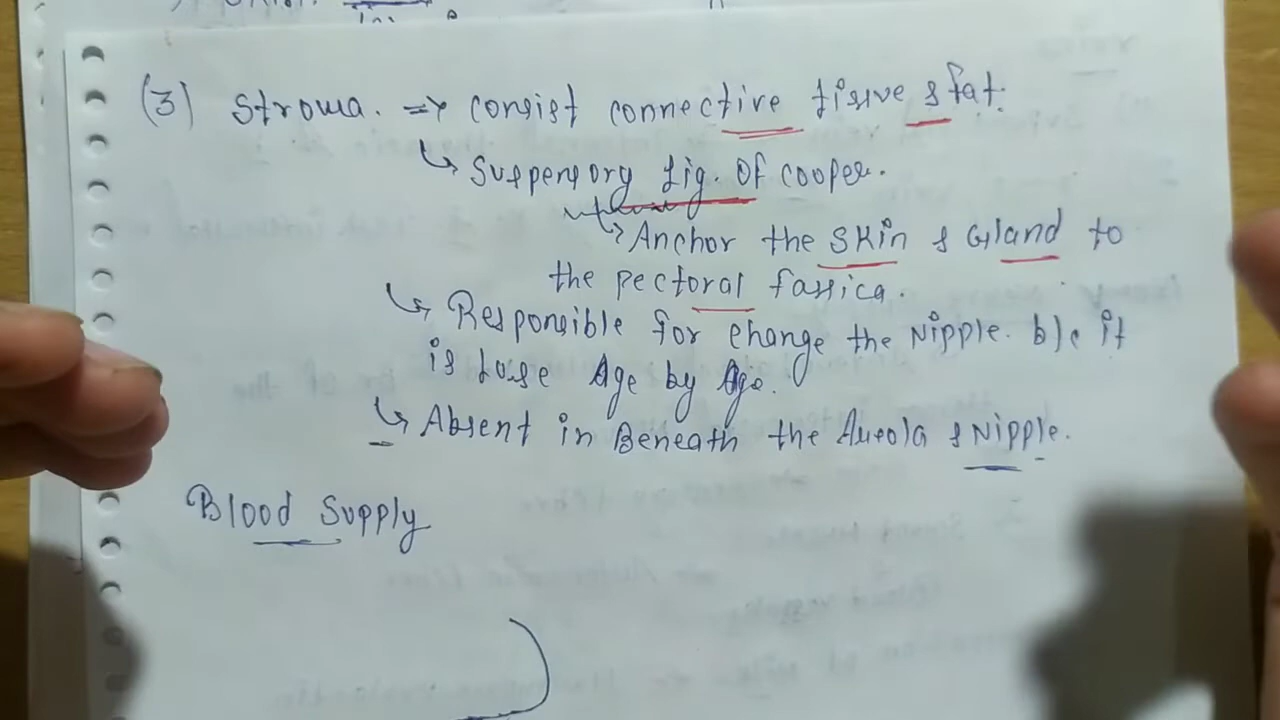 (3) Stroma. => consist connective tissue & fat.
↳ Suspensory Lig. Of cooper.
↳ Anchor the Skin & Gland to
the pectoral fassica.
↳ Responsible for change the Nipple. b/c it
is Lose Age by Age.
↳ Absent in Beneath the Areola & Nipple.
Blood Supply